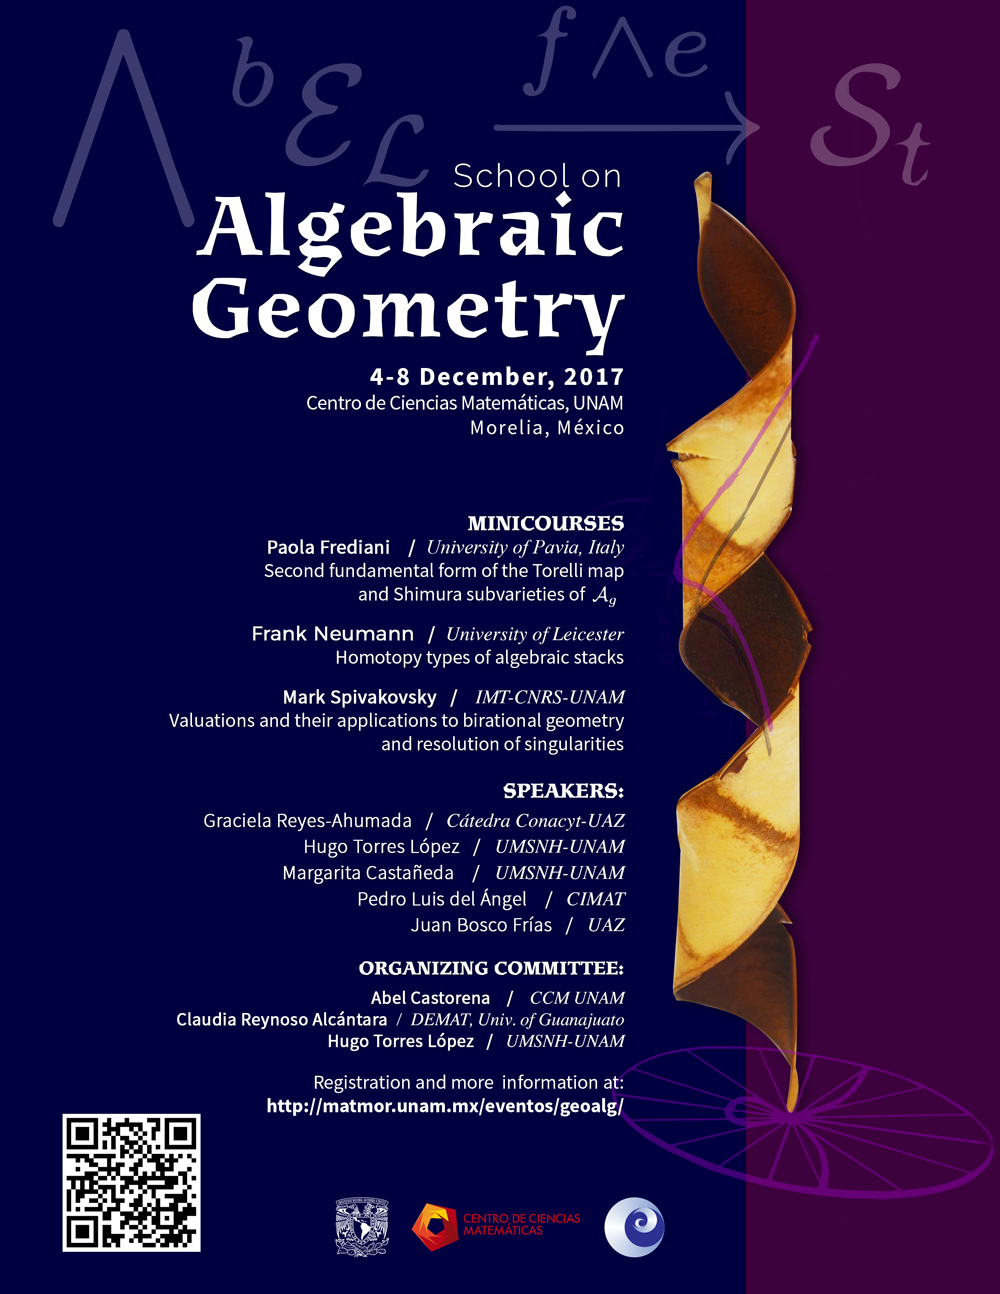 Λ b ℰ ℒ f ∧ e → S t
School on
Algebraic
Geometry
4-8 December, 2017
Centro de Ciencias Matemáticas, UNAM
Morelia, México
MINICOURSES
Paola Frediani / University of Pavia, Italy
Second fundamental form of the Torelli map
and Shimura subvarieties of 𝒜g
Frank Neumann / University of Leicester
Homotopy types of algebraic stacks
Mark Spivakovsky / IMT-CNRS-UNAM
Valuations and their applications to birational geometry
and resolution of singularities
SPEAKERS:
Graciela Reyes-Ahumada / Cátedra Conacyt-UAZ
Hugo Torres López / UMSNH-UNAM
Margarita Castañeda / UMSNH-UNAM
Pedro Luis del Ángel / CIMAT
Juan Bosco Frías / UAZ
ORGANIZING COMMITTEE:
Abel Castorena / CCM UNAM
Claudia Reynoso Alcántara / DEMAT, Univ. of Guanajuato
Hugo Torres López / UMSNH-UNAM
Registration and more information at:
http://matmor.unam.mx/eventos/geoalg/
CENTRO DE CIENCIAS
MATEMÁTICAS